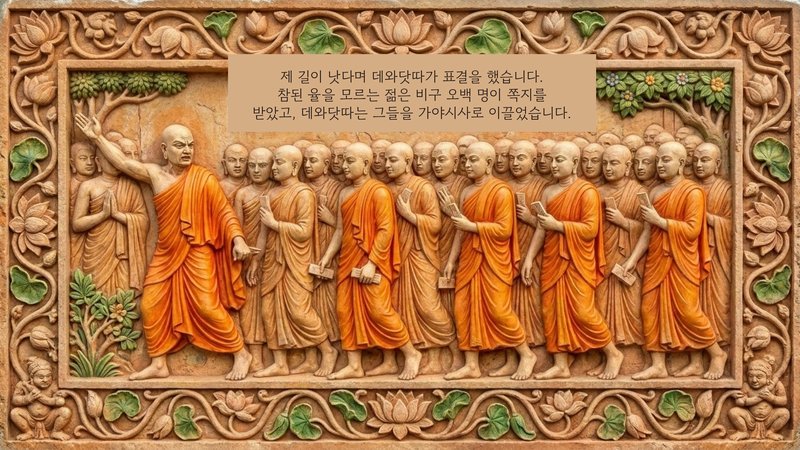 제 길이 낫다며 데와닷따가 표결을 했습니다.
참된 율을 모르는 젊은 비구 오백 명이 쪽지를
받았고, 데와닷따는 그들을 가야시사로 이끌었습니다.